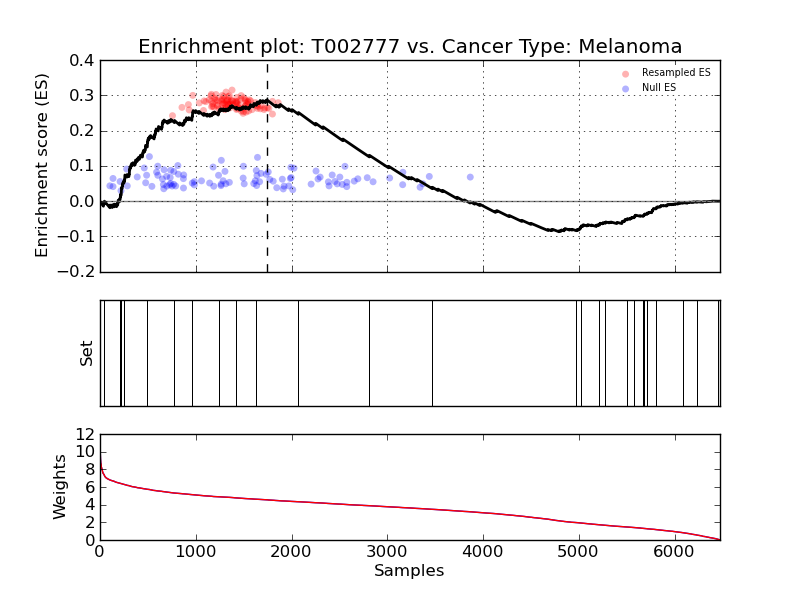 Enrichment plot: T002777 vs. Cancer Type: Melanoma
Enrichment score (ES)
0.4
0.3
0.2
0.1
0.0
−0.1
−0.2
Resampled ES
Null ES
Set
Weights
12
10
8
6
4
2
0
0 1000 2000 3000 4000 5000 6000
Samples